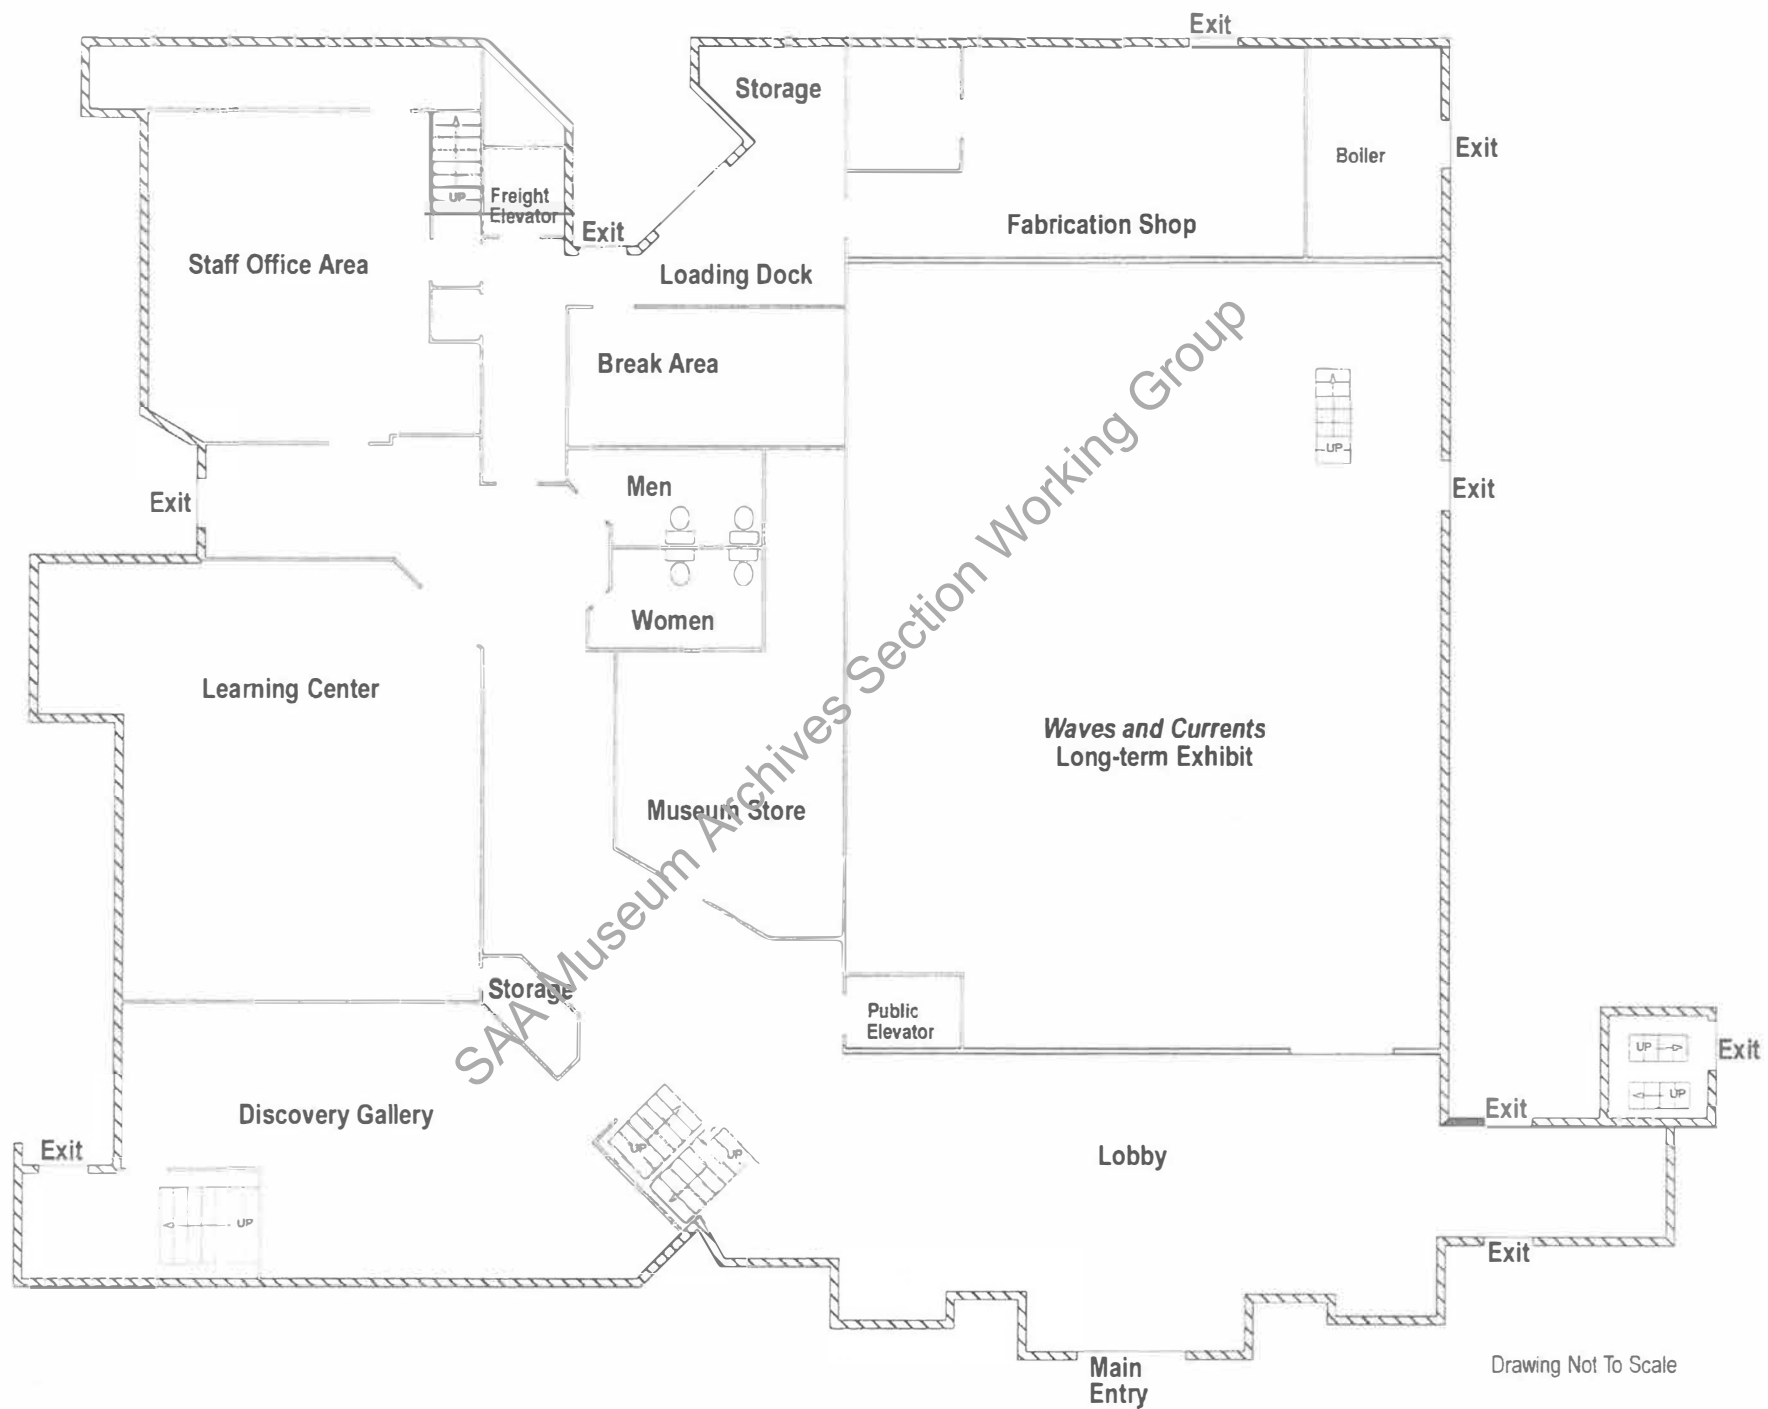 Exit
Storage
Boiler
Exit
UP
Freight
Elevator
Exit
Fabrication Shop
Staff Office Area
Loading Dock
Break Area
UP
Men
Exit
Exit
Women
Learning Center
Waves and Currents
Long-term Exhibit
Museum Store
SAA Museum Archives Section Working Group
Storage
Public
Elevator
UP
Exit
UP
Discovery Gallery
Exit
Exit
UP
UP
Lobby
UP
Exit
Main
Entry
Drawing Not To Scale